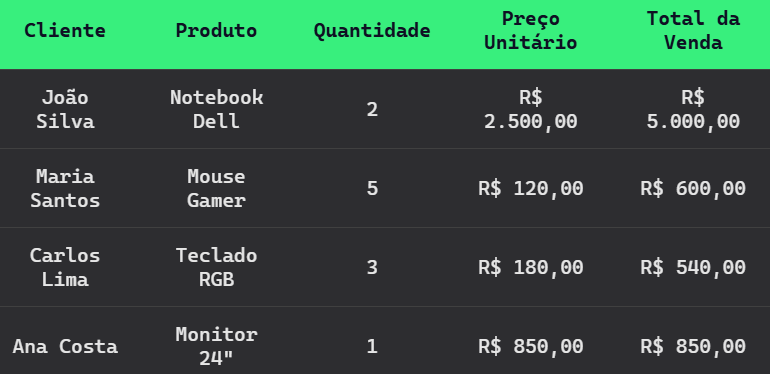 Cliente Produto Quantidade Preço Unitário Total da Venda
João Silva Notebook Dell 2 R$ 2.500,00 R$ 5.000,00
Maria Santos Mouse Gamer 5 R$ 120,00 R$ 600,00
Carlos Lima Teclado RGB 3 R$ 180,00 R$ 540,00
Ana Costa Monitor 24" 1 R$ 850,00 R$ 850,00